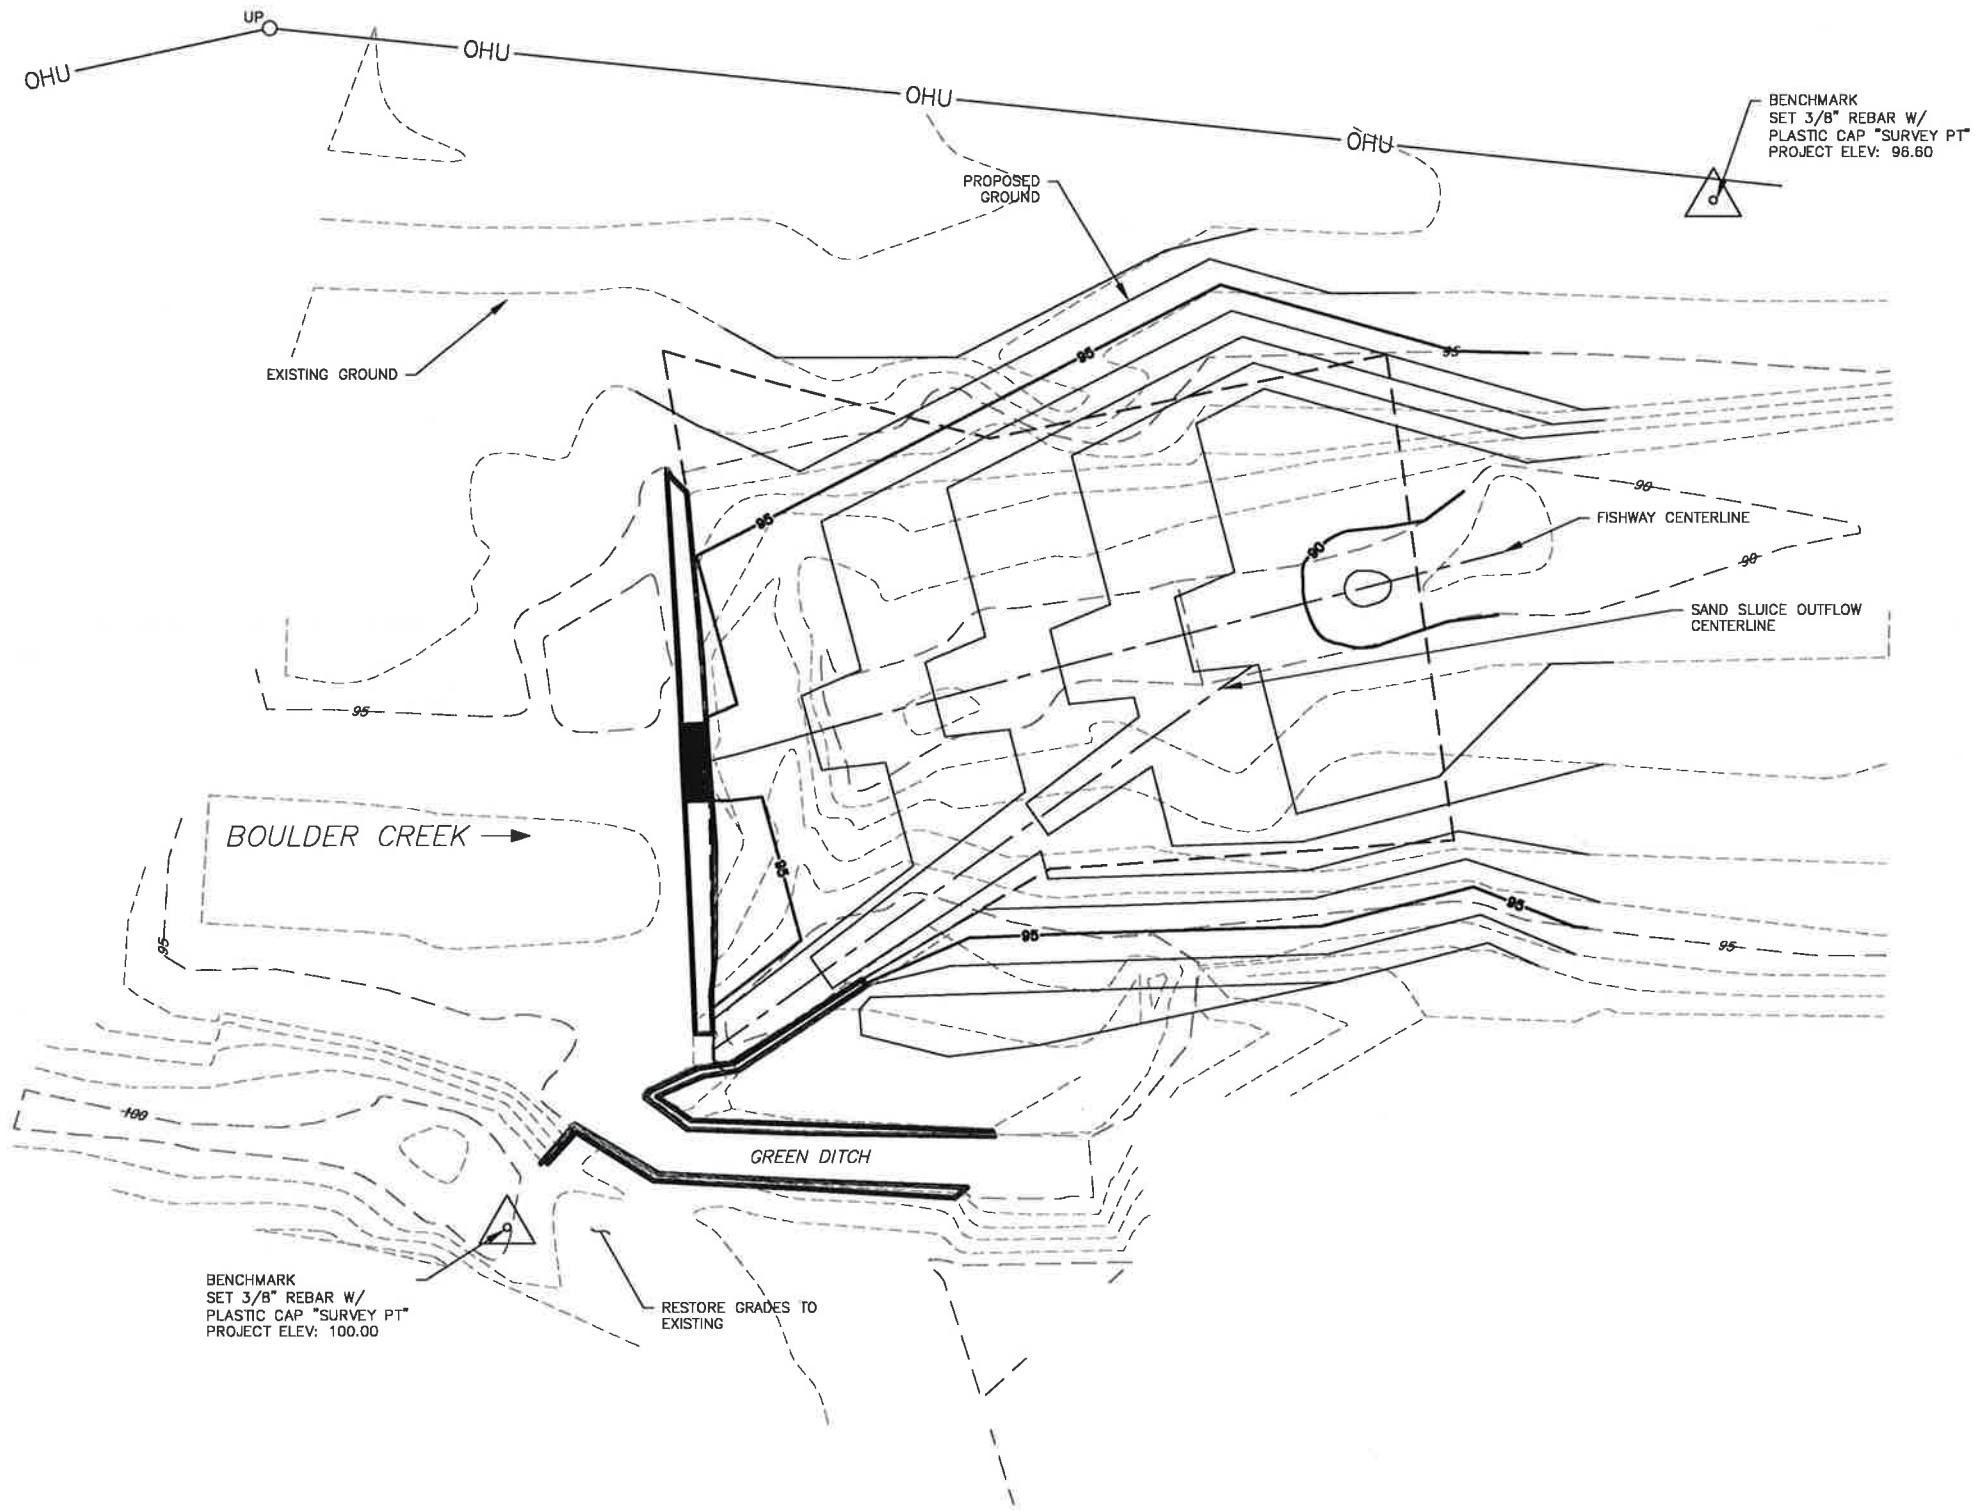 UP
OHU
OHU
OHU
OHU
BENCHMARK
SET 3/8" REBAR W/
PLASTIC CAP "SURVEY PT"
PROJECT ELEV: 96.60
PROPOSED
GROUND
EXISTING GROUND
95
95
95
90
FISHWAY CENTERLINE
90
90
SAND SLUICE OUTFLOW
CENTERLINE
95
BOULDER CREEK
95
95
95
95
95
100
GREEN DITCH
BENCHMARK
SET 3/8" REBAR W/
PLASTIC CAP "SURVEY PT"
PROJECT ELEV: 100.00
RESTORE GRADES TO
EXISTING